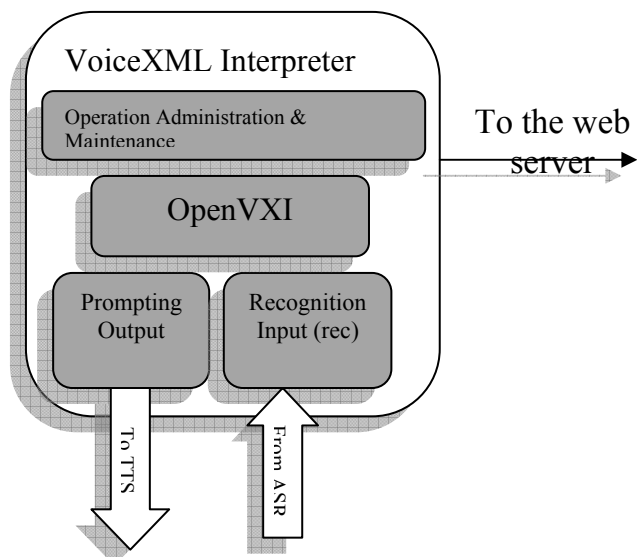 VoiceXML Interpreter
Operation Administration &
Maintenance
To the web
server
OpenVXI
Prompting
Output
Recognition
Input (rec)
To TTS
From ASR